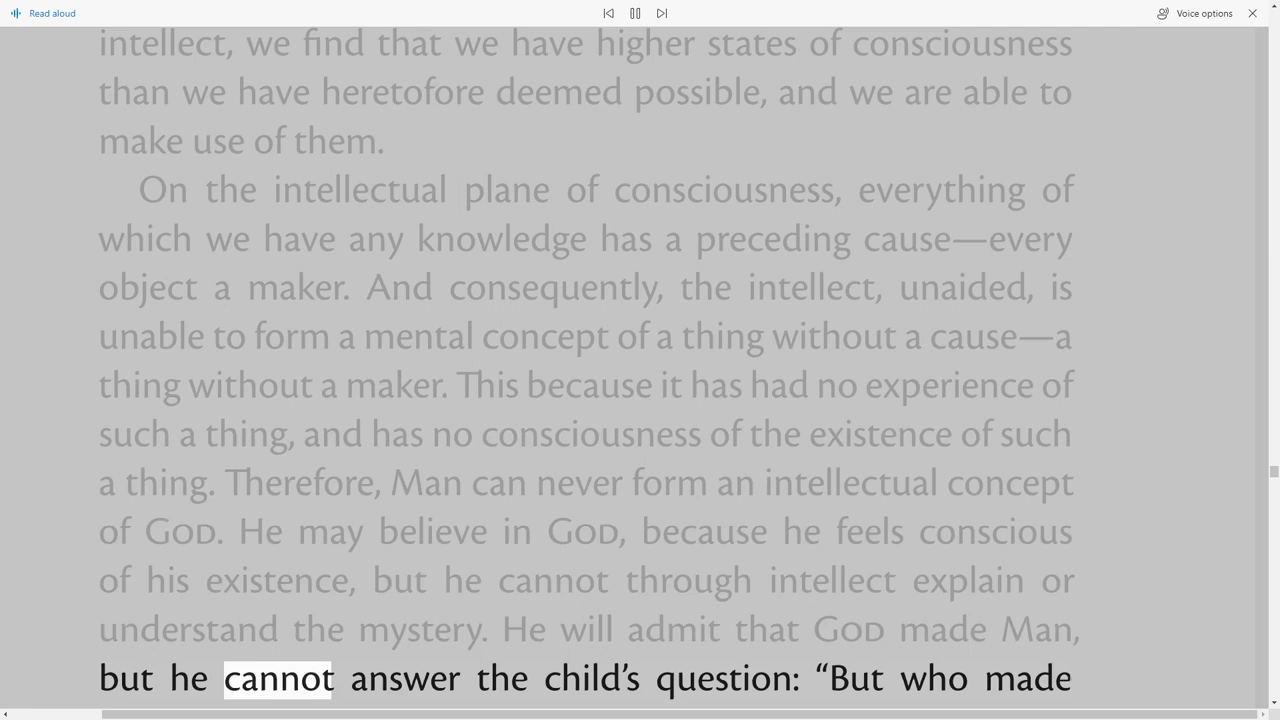 Read aloud
Voice options
intellect, we find that we have higher states of consciousness
than we have heretofore deemed possible, and we are able to
make use of them.
On the intellectual plane of consciousness, everything of
which we have any knowledge has a preceding cause—every
object a maker. And consequently, the intellect, unaided, is
unable to form a mental concept of a thing without a cause—a
thing without a maker. This because it has had no experience of
such a thing, and has no consciousness of the existence of such
a thing. Therefore, Man can never form an intellectual concept
of GOD. He may believe in GOD, because he feels conscious
of his existence, but he cannot through intellect explain or
understand the mystery. He will admit that GOD made Man,
but he cannot answer the child’s question: “But who made